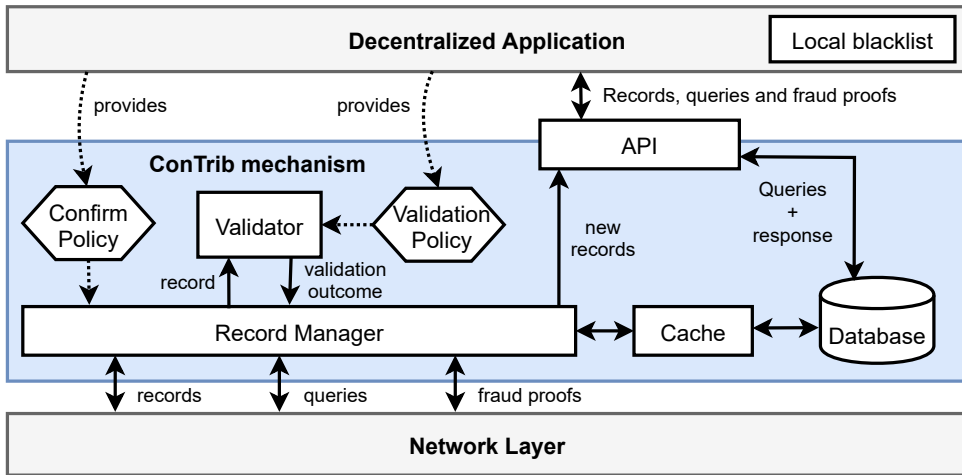 Decentralized Application
Local blacklist
provides
provides
Records, queries and fraud proofs
API
ConTrib mechanism
Confirm
Policy
Validator
Validation
Policy
new
records
Queries
+
response
record
validation
outcome
Record Manager
Cache
Database
records
queries
fraud proofs
Network Layer